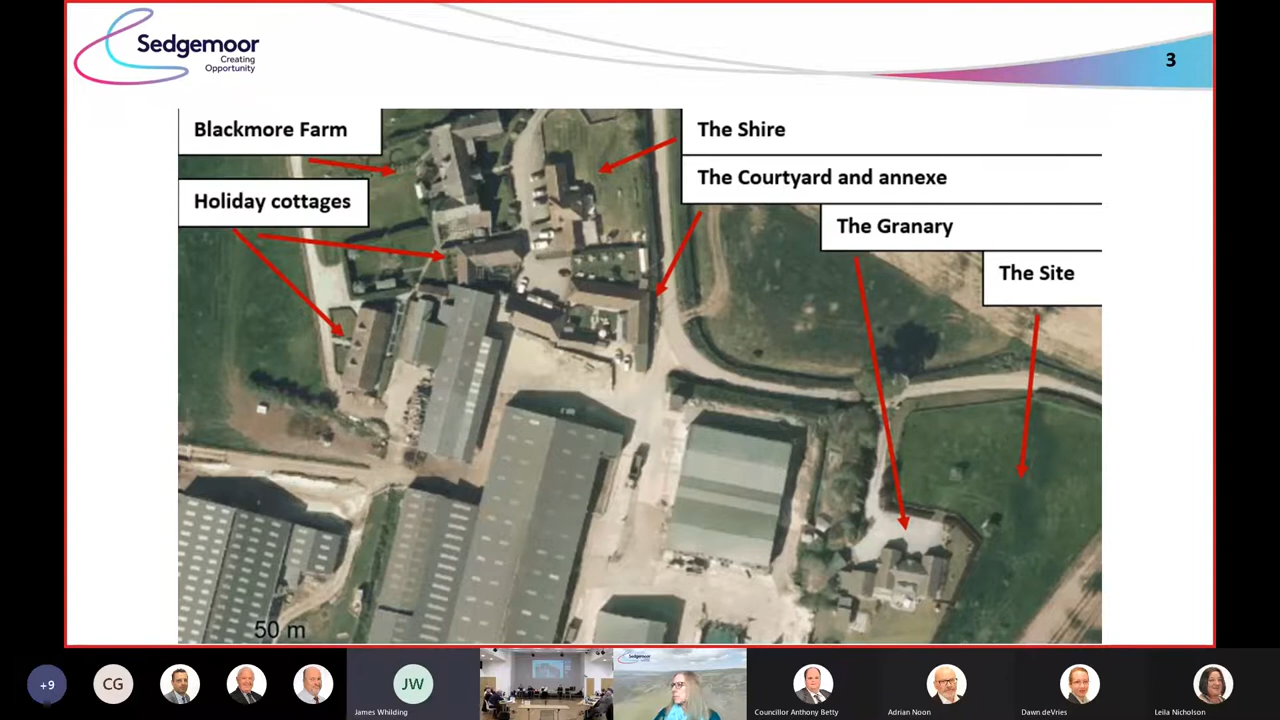 Sedgemoor
Creating
Opportunity
3
Blackmore Farm
Holiday cottages
The Shire
The Courtyard and annexe
The Granary
The Site
50 m
+9
CG
JW
James Whilding
Sedgemoor
Councillor Anthony Betty
Adrian Noon
Dawn deVries
Leila Nicholson